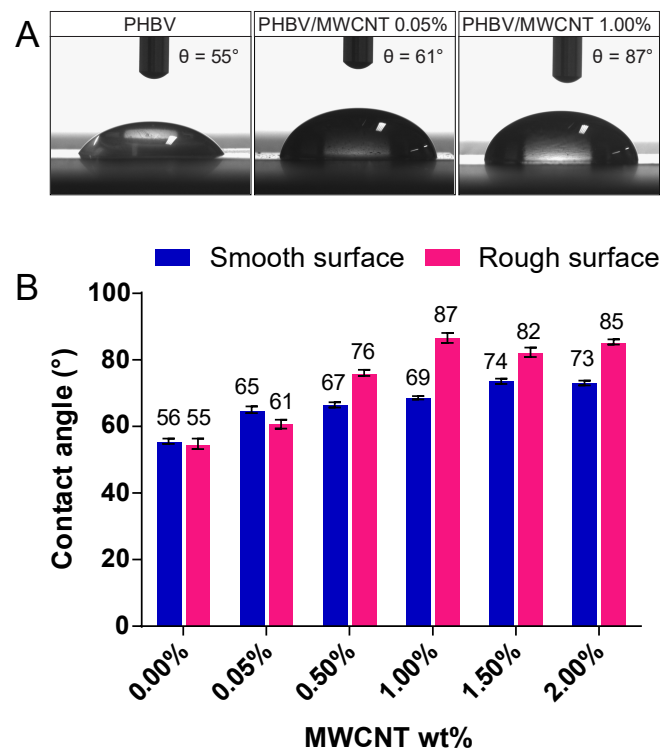 A
PHBV
PHBV/MWCNT 0.05%
PHBV/MWCNT 1.00%
θ = 55°
θ = 61°
θ = 87°
Smooth surface
Rough surface
B
Contact angle (°)
100
80
60
40
20
0
56 55
65 61
67 76
69 87
74 82
73 85
0.00%
0.05%
0.50%
1.00%
1.50%
2.00%
MWCNT wt%